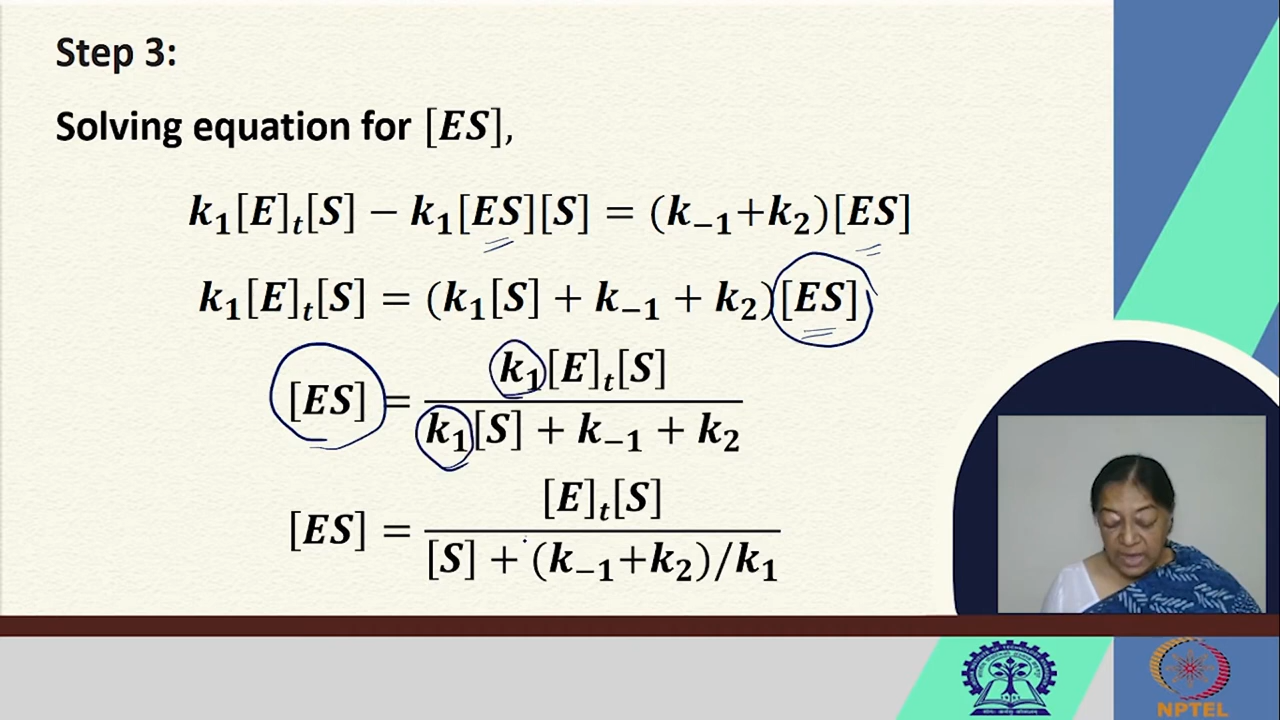 Step 3:
Solving equation for [ES],
k₁[E]ₜ[S] − k₁[ES][S] = (k₋₁+k₂)[ES]
k₁[E]ₜ[S] = (k₁[S] + k₋₁ + k₂)[ES]
[ES] = k₁[E]ₜ[S] / k₁[S] + k₋₁ + k₂
[ES] = [E]ₜ[S] / [S] + (k₋₁+k₂)/k₁
NPTEL